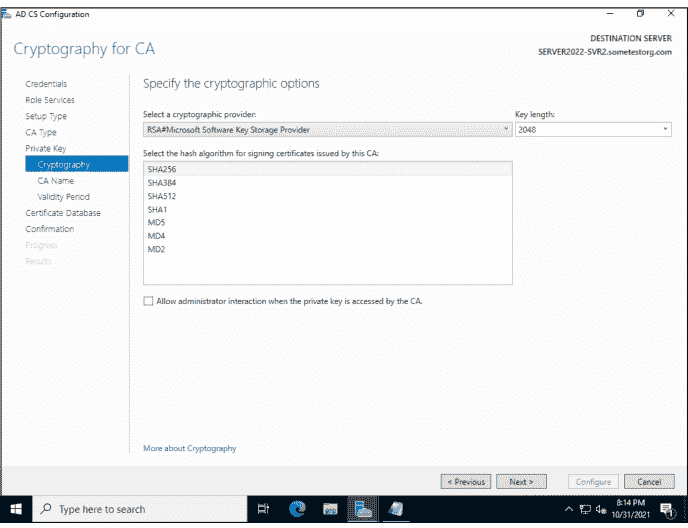 AD CS Configuration
Cryptography for CA
DESTINATION SERVER
SERVER2022-SVR2.sometestorg.com
Credentials
Role Services
Setup Type
CA Type
Private Key
Cryptography
CA Name
Validity Period
Certificate Database
Confirmation
Progress
Results
Specify the cryptographic options
Select a cryptographic provider:
Key length:
RSA#Microsoft Software Key Storage Provider
2048
Select the hash algorithm for signing certificates issued by this CA:
SHA256
SHA384
SHA512
SHA1
MD5
MD4
MD2
Allow administrator interaction when the private key is accessed by the CA.
More about Cryptography
< Previous
Next >
Configure
Cancel
Type here to search
8:14 PM
10/31/2021